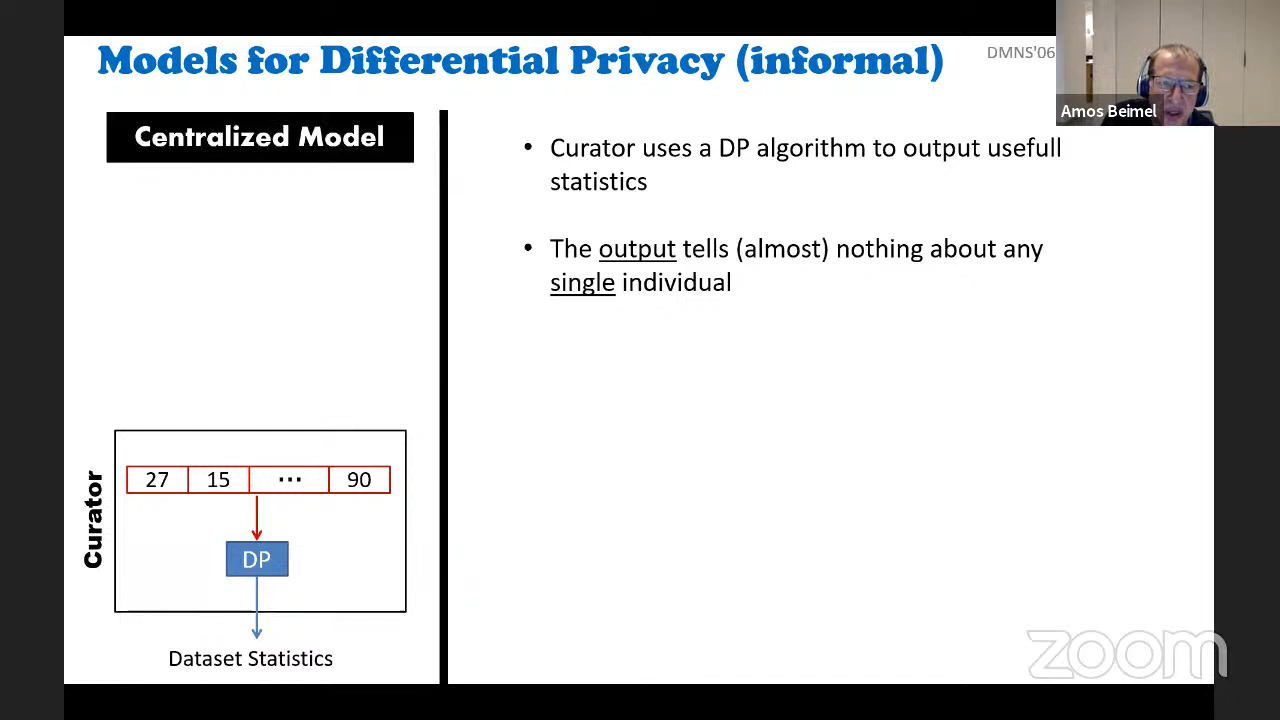 Models for Differential Privacy (informal)
DMNS'06
Amos Beimel
Centralized Model
• Curator uses a DP algorithm to output usefull
statistics
• The output tells (almost) nothing about any
single individual
Curator
27 15 ... 90
DP
Dataset Statistics
zoom